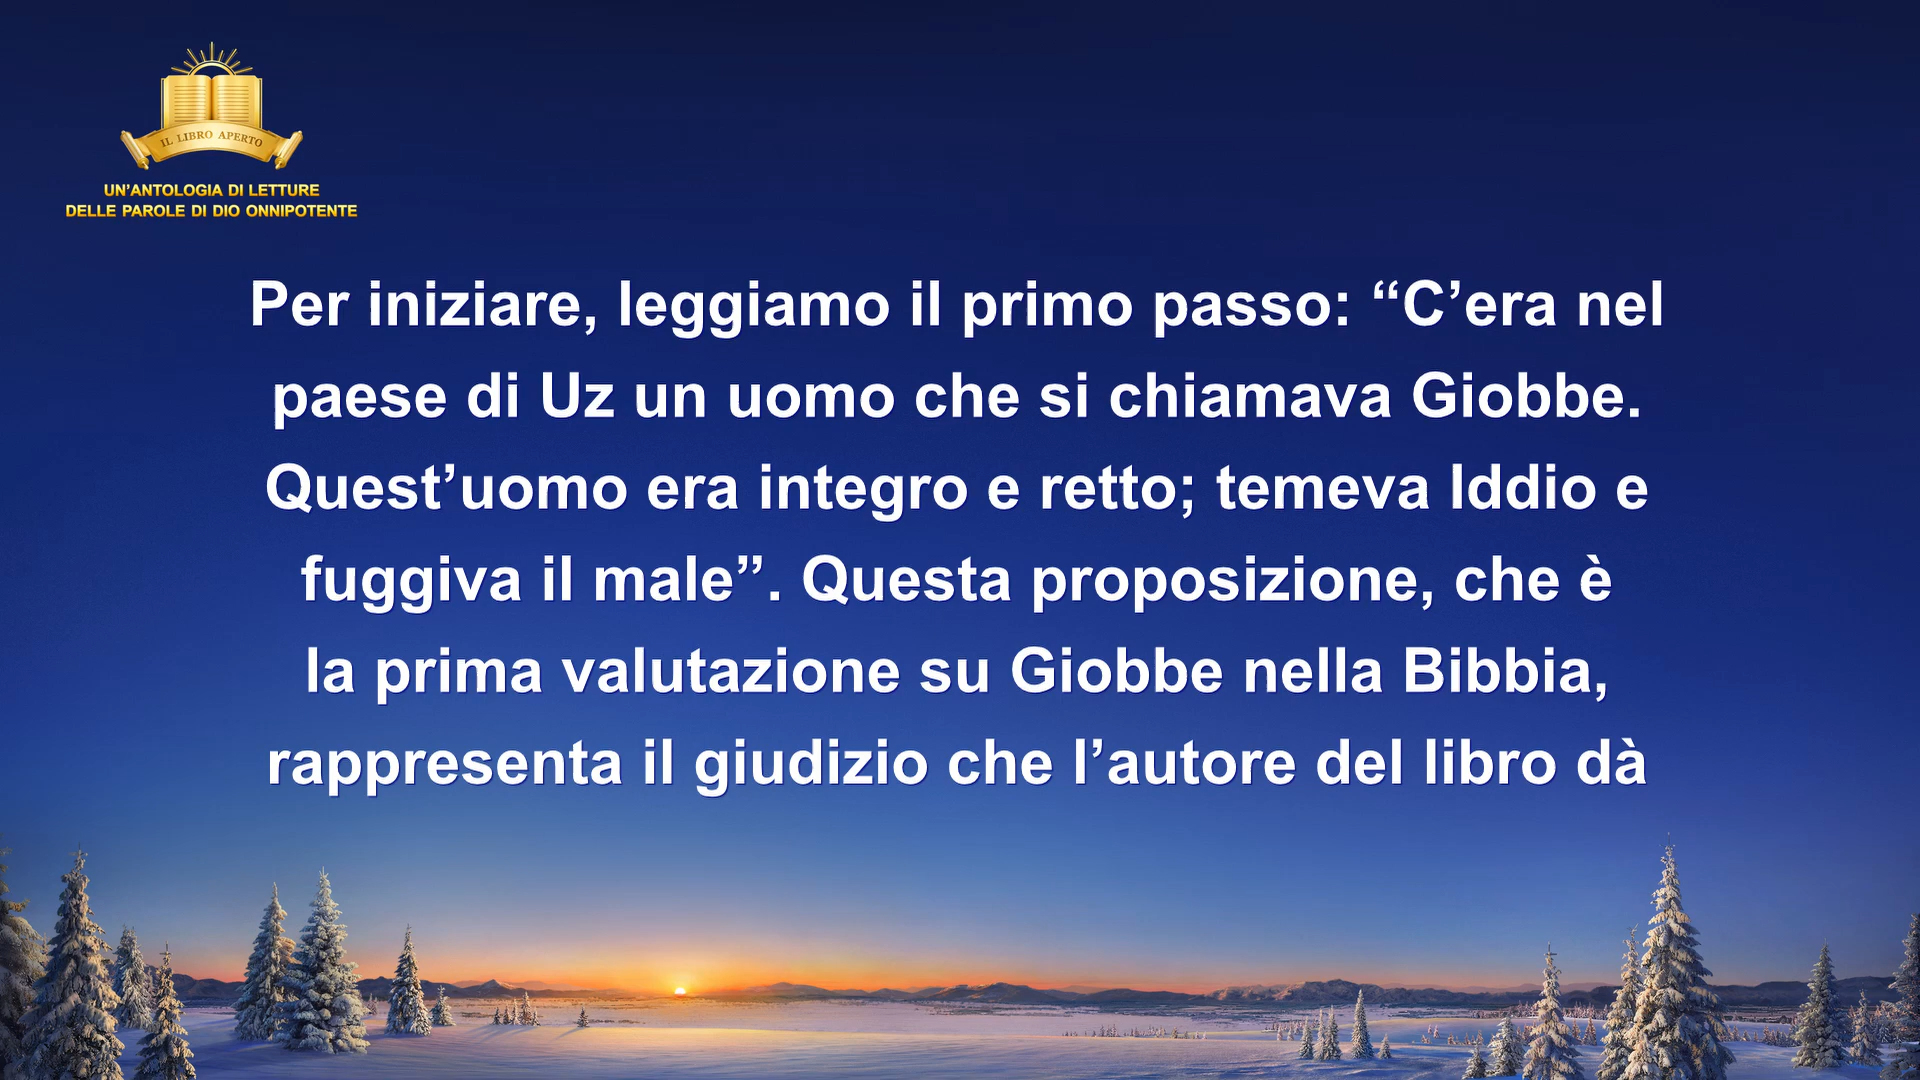 IL LIBRO APERTO
UN’ANTOLOGIA DI LETTURE
DELLE PAROLE DI DIO ONNIPOTENTE
Per iniziare, leggiamo il primo passo: “C’era nel
paese di Uz un uomo che si chiamava Giobbe.
Quest’uomo era integro e retto; temeva Iddio e
fuggiva il male”. Questa proposizione, che è
la prima valutazione su Giobbe nella Bibbia,
rappresenta il giudizio che l’autore del libro dà